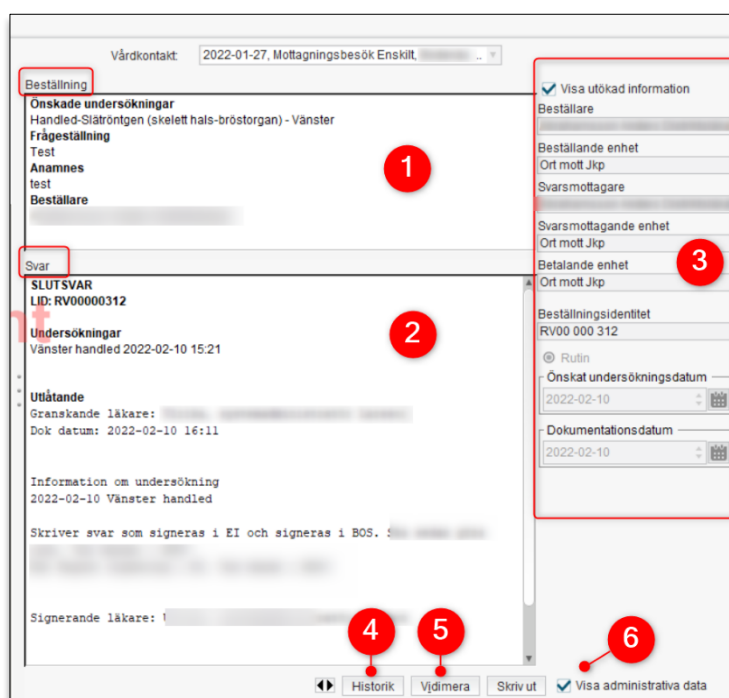 Vårdkontakt: 2022-01-27, Mottagningsbesök Enskilt, ..
Beställning
Önskade undersökningar
Handled-Slätröntgen (skelett hals-bröstorgan) - Vänster
Frågeställning
Test
Anamnes
test
Beställare
1
Svar
SLUTSVAR
LID: RV00000312
Undersökningar
Vänster handled 2022-02-10 15:21
Utlåtande
Granskande läkare:
Dok datum: 2022-02-10 16:11
Information om undersökning
2022-02-10 Vänster handled
Skriver svar som signeras i EI och signeras i BOS.
Signerande läkare:
2
nt
Visa utökad information
Beställare
Beställande enhet
Ort mott Jkp
Svarsmottagare
Svarsmottagande enhet
Ort mott Jkp
Betalande enhet
Ort mott Jkp
3
Beställningsidentitet
RV00 000 312
Rutin
Önskat undersökningsdatum
2022-02-10
Dokumentationsdatum
2022-02-10
4 5 6
Historik Vidimera Skriv ut Visa administrativa data